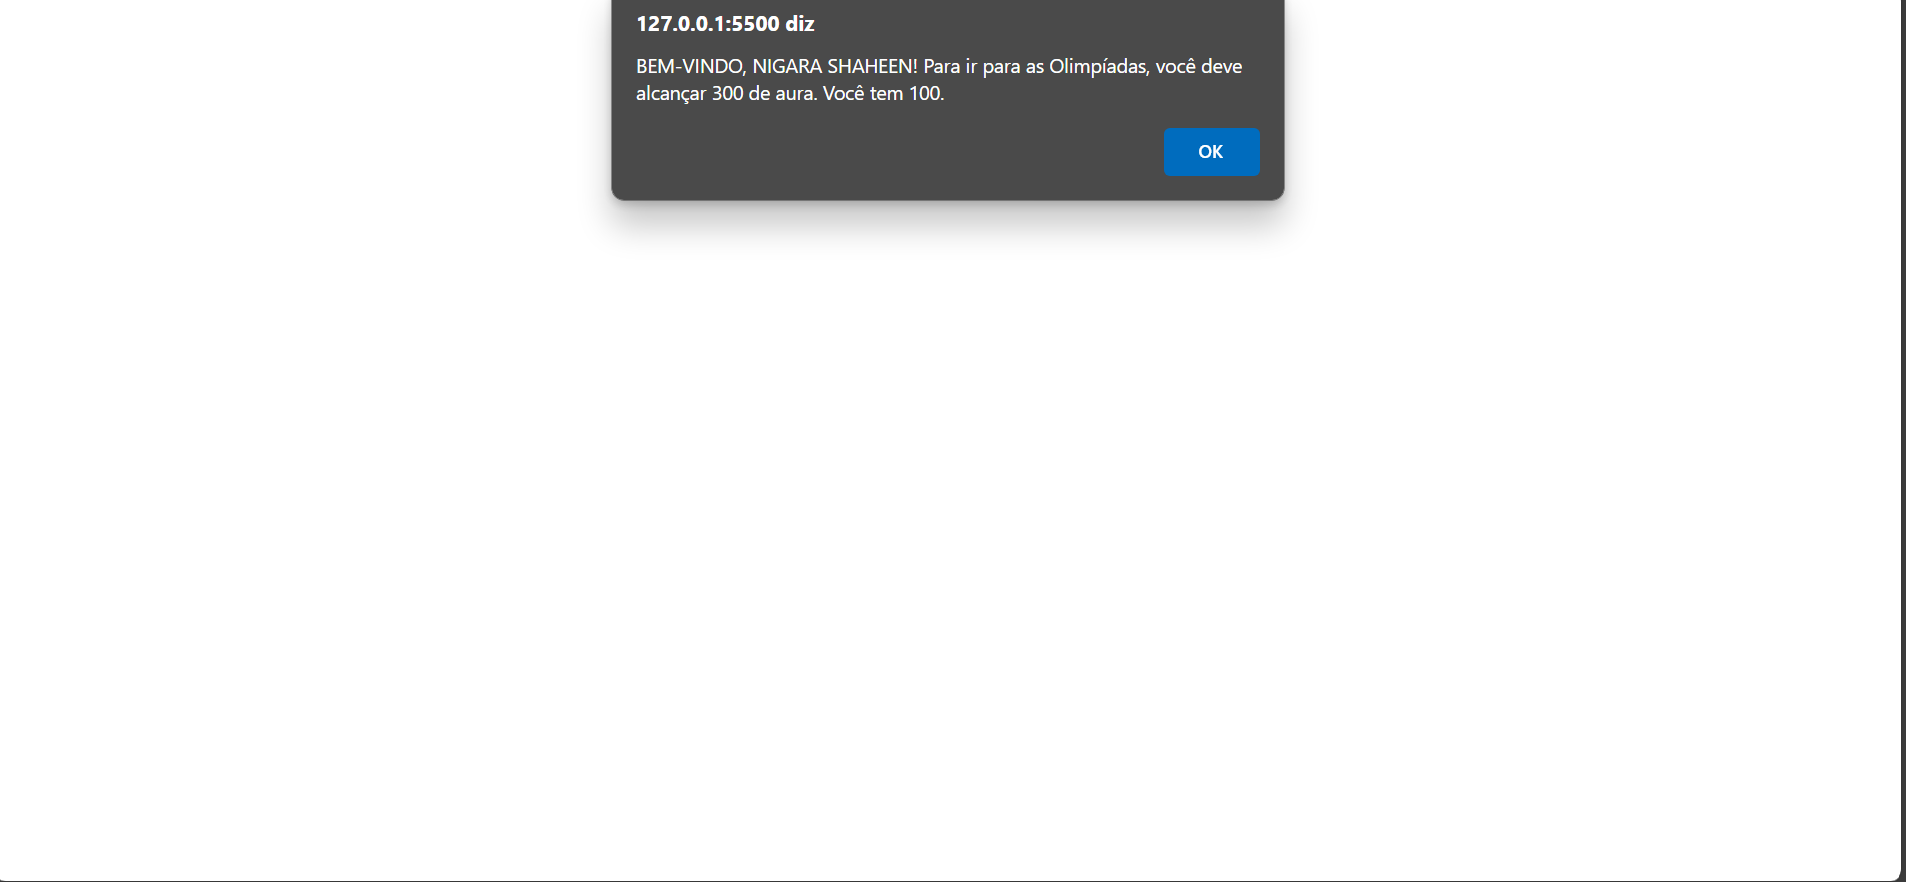 127.0.0.1:5500 diz
BEM-VINDO, NIGARA SHAHEEN! Para ir para as Olimpíadas, você deve
alcançar 300 de aura. Você tem 100.
OK